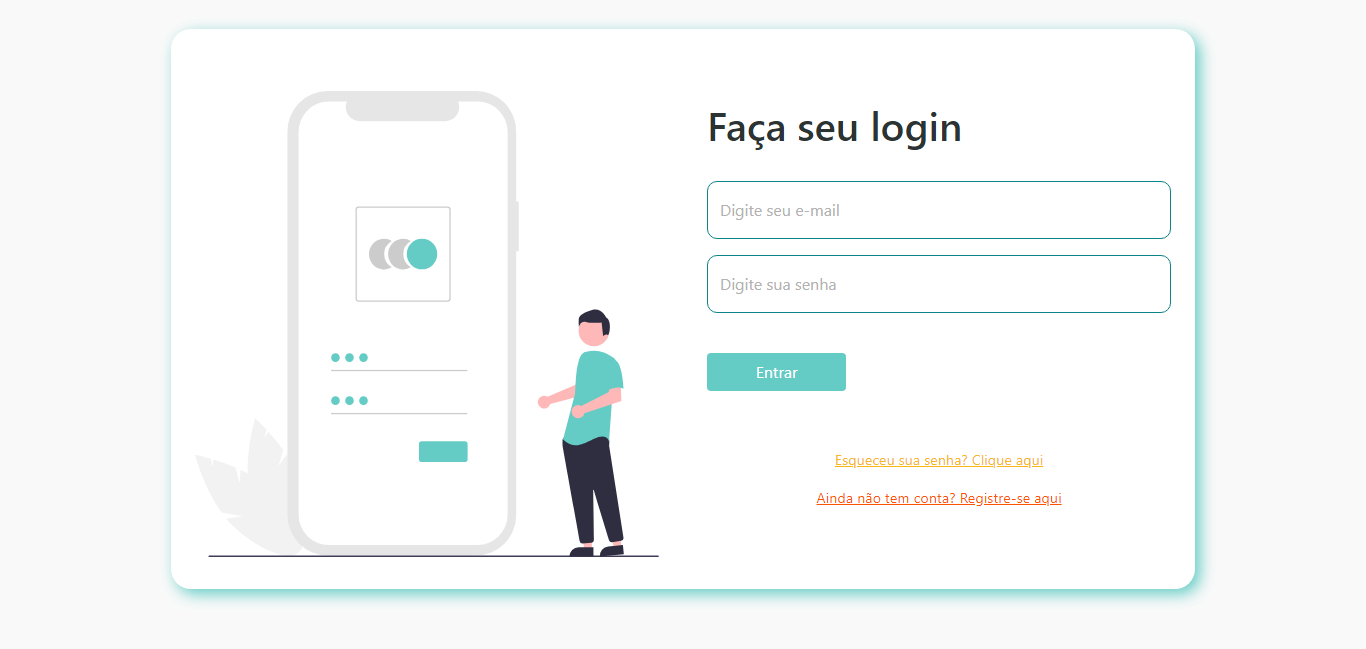 Faça seu login
Digite seu e-mail
Digite sua senha
Entrar
Esqueceu sua senha? Clique aqui
Ainda não tem conta? Registre-se aqui